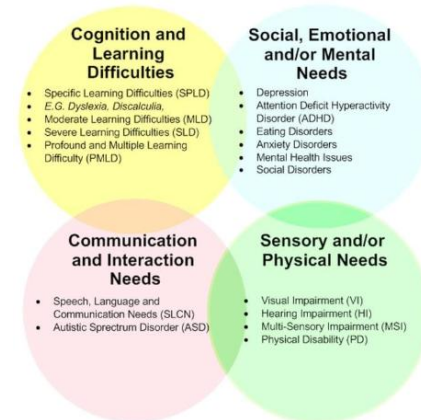 Cognition and
Learning
Difficulties
• Specific Learning Difficulties (SPLD)
• E.G. Dyslexia, Discalculia,
• Moderate Learning Difficulties (MLD)
• Severe Learning Difficulties (SLD)
• Profound and Multiple Learning
Difficulty (PMLD)
Social, Emotional
and/or Mental
Needs
• Depression
• Attention Deficit Hyperactivity
Disorder (ADHD)
• Eating Disorders
• Anxiety Disorders
• Mental Health Issues
• Social Disorders
Communication
and Interaction
Needs
• Speech, Language and
Communication Needs (SLCN)
• Autistic Sprectrum Disorder (ASD)
Sensory and/or
Physical Needs
• Visual Impairment (VI)
• Hearing Impairment (HI)
• Multi-Sensory Impairment (MSI)
• Physical Disability (PD)